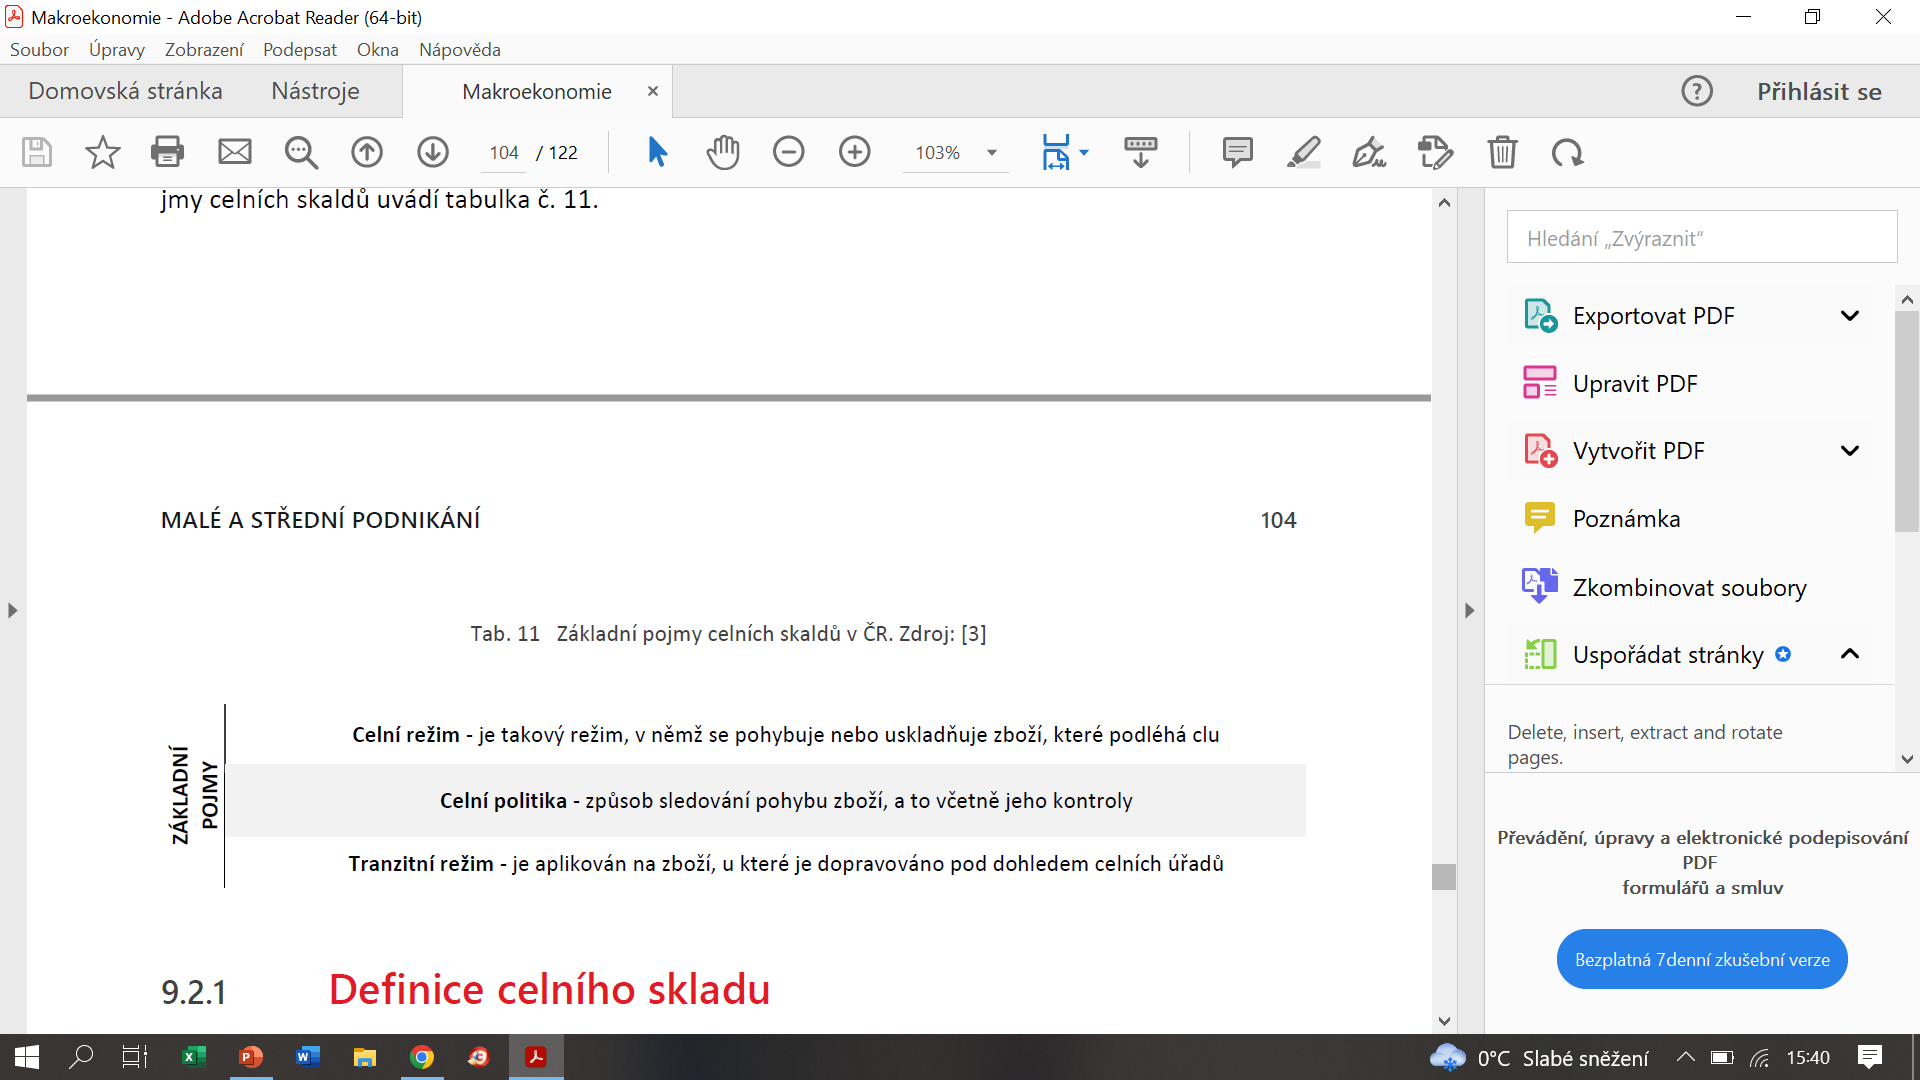 Makroekonomie - Adobe Acrobat Reader (64-bit)
Soubor Úpravy Zobrazení Podepsat Okna Nápověda
Domovská stránka Nástroje Makroekonomie × ? Přihlásit se
104 / 122 103%
jmy celních skaldů uvádí tabulka č. 11.
MALÉ A STŘEDNÍ PODNIKÁNÍ 104
Tab. 11 Základní pojmy celních skaldů v ČR. Zdroj: [3]
ZÁKLADNÍ
POJMY
Celní režim - je takový režim, v němž se pohybuje nebo uskladňuje zboží, které podléhá clu
Celní politika - způsob sledování pohybu zboží, a to včetně jeho kontroly
Tranzitní režim - je aplikován na zboží, u které je dopravováno pod dohledem celních úřadů
9.2.1 Definice celního skladu
Hledání „Zvýraznit“
Exportovat PDF
Upravit PDF
Vytvořit PDF
Poznámka
Zkombinovat soubory
Uspořádat stránky
Delete, insert, extract and rotate
pages.
Převádění, úpravy a elektronické podepisování
PDF
formulářů a smluv
Bezplatná 7denní zkušební verze
0°C Slabé sněžení 15:40